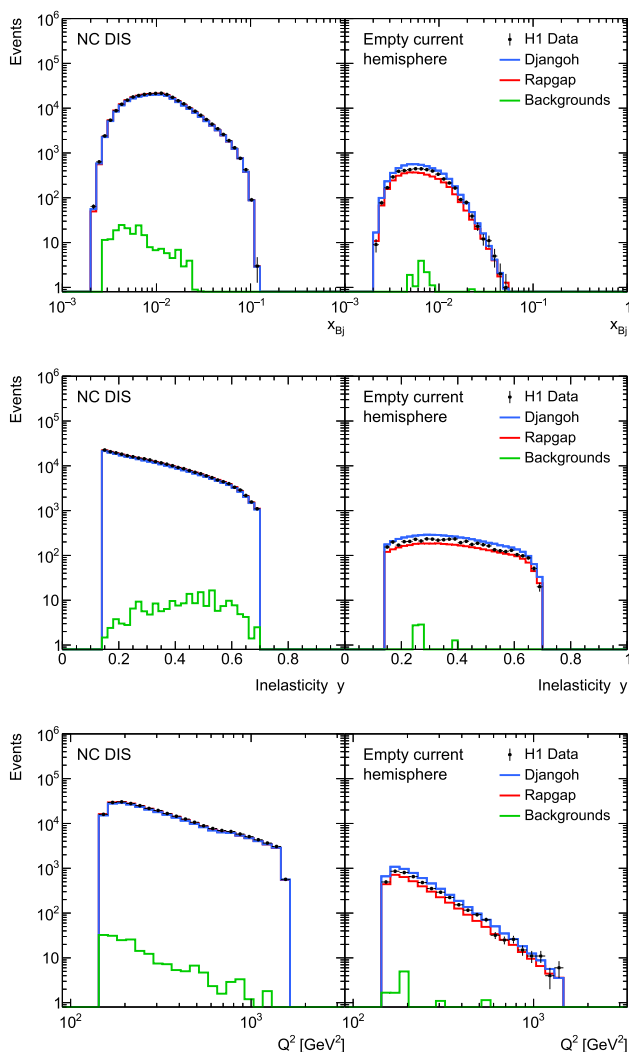 Events
10⁶
10⁵
10⁴
10³
10²
10
1
NC DIS
Empty current
hemisphere
H1 Data
Djangoh
Rapgap
Backgrounds
10⁻³ 10⁻² 10⁻¹ 10⁻³ 10⁻² 10⁻¹ 1
x_Bj x_Bj
Events
10⁶
10⁵
10⁴
10³
10²
10
1
NC DIS
Empty current
hemisphere
H1 Data
Djangoh
Rapgap
Backgrounds
0 0.2 0.4 0.6 0.8 0 0.2 0.4 0.6 0.8 1
Inelasticity y Inelasticity y
Events
10⁶
10⁵
10⁴
10³
10²
10
1
NC DIS
Empty current
hemisphere
H1 Data
Djangoh
Rapgap
Backgrounds
10² 10³ 10² 10³
Q² [GeV²] Q² [GeV²]